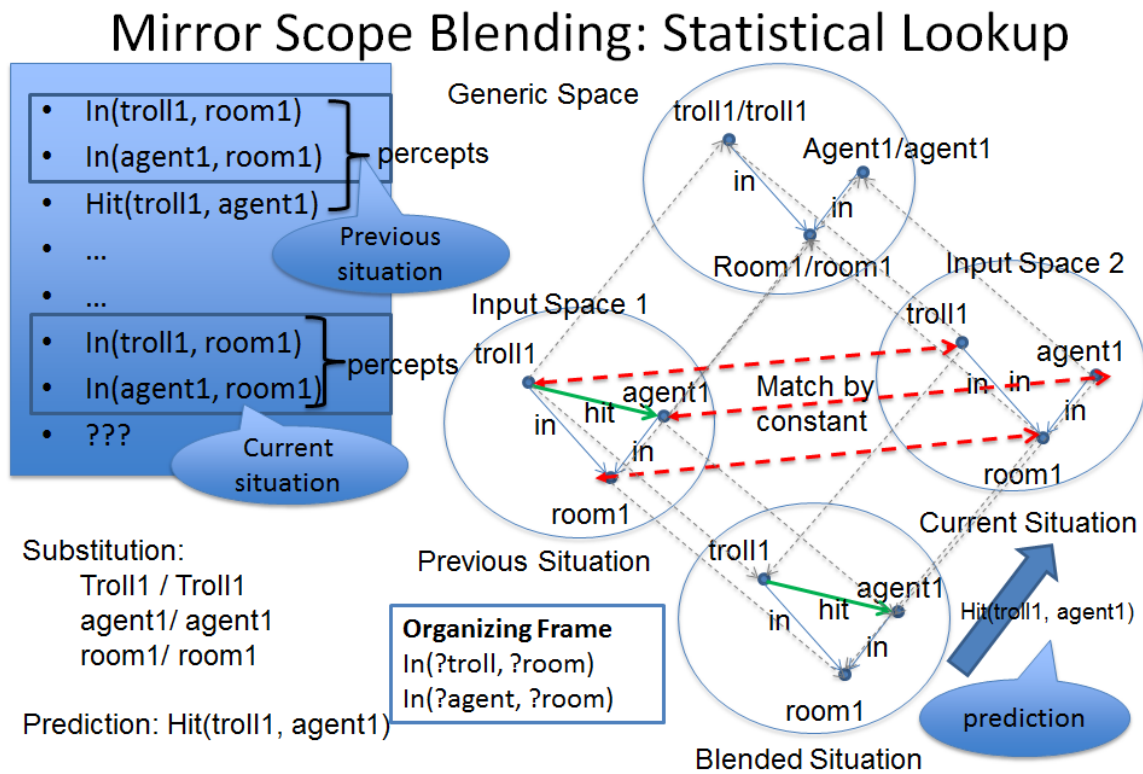 Mirror Scope Blending: Statistical Lookup
• In(troll1, room1)
• In(agent1, room1)
• Hit(troll1, agent1)
• ...
• ...
• In(troll1, room1)
• In(agent1, room1)
• ???
percepts
Previous
situation
percepts
Current
situation
Generic Space
troll1/troll1
Agent1/agent1
in
in
Room1/room1
Input Space 1
troll1
agent1
hit
in
in
room1
Previous Situation
Match by
constant
Input Space 2
troll1
agent1
in
in
in
room1
Current Situation
troll1
agent1
hit
in
in
room1
Blended Situation
Hit(troll1, agent1)
prediction
Substitution:
Troll1 / Troll1
agent1/ agent1
room1/ room1
Prediction: Hit(troll1, agent1)
Organizing Frame
In(?troll, ?room)
In(?agent, ?room)